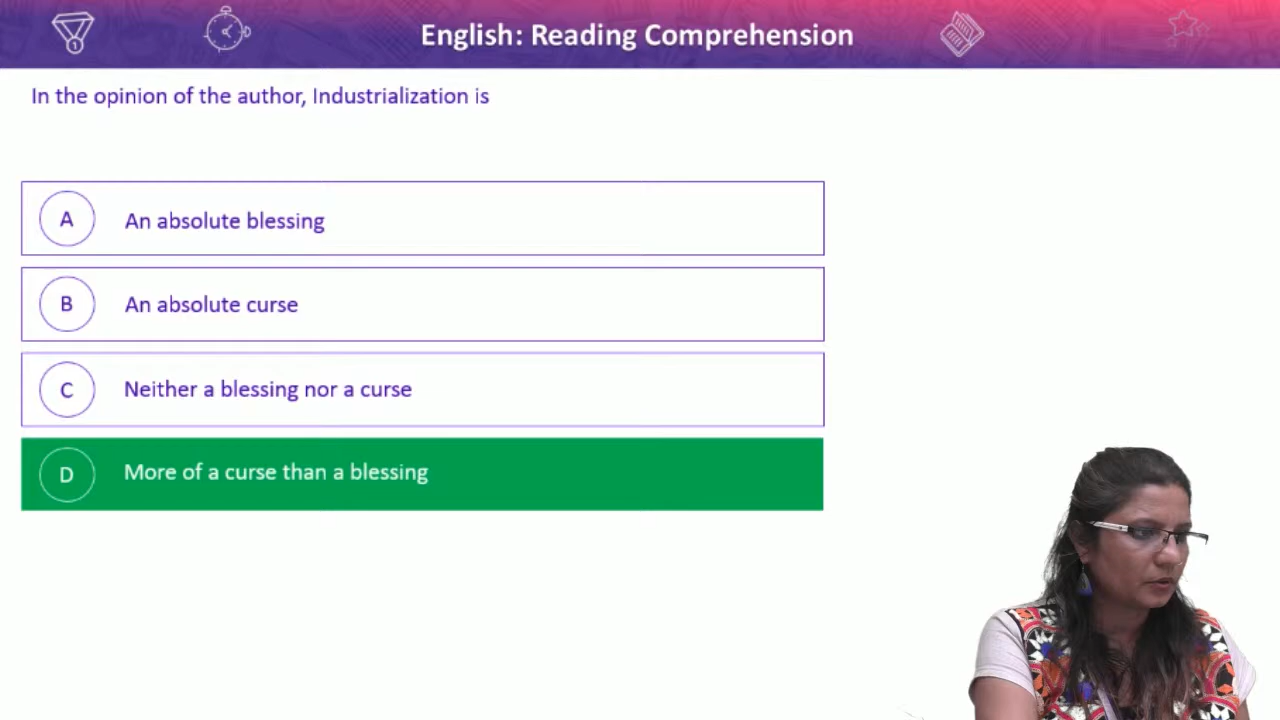 English: Reading Comprehension
1
In the opinion of the author, Industrialization is
A An absolute blessing
B An absolute curse
C Neither a blessing nor a curse
D More of a curse than a blessing